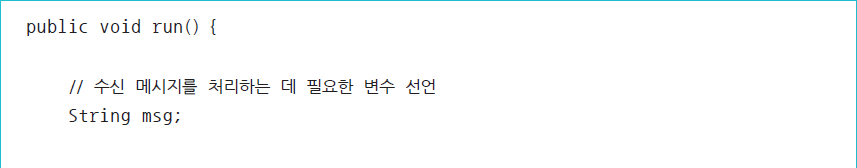 public void run() {
// 수신 메시지를 처리하는 데 필요한 변수 선언
String msg;